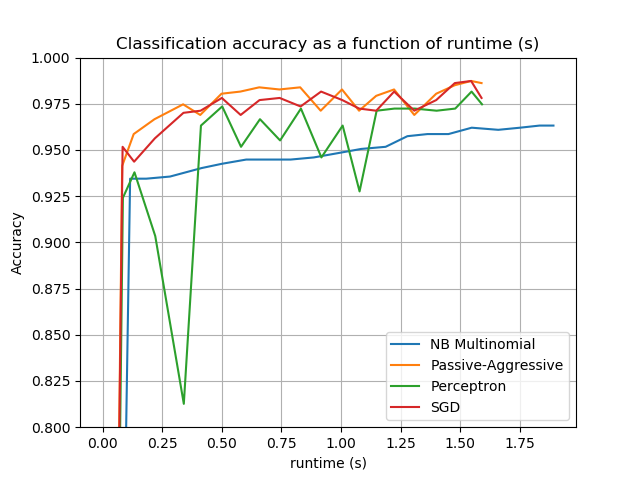 Classification accuracy as a function of runtime (s)
1.000
0.975
0.950
0.925
0.900
0.875
0.850
0.825
0.800
Accuracy
NB Multinomial
Passive-Aggressive
Perceptron
SGD
0.00 0.25 0.50 0.75 1.00 1.25 1.50 1.75
runtime (s)